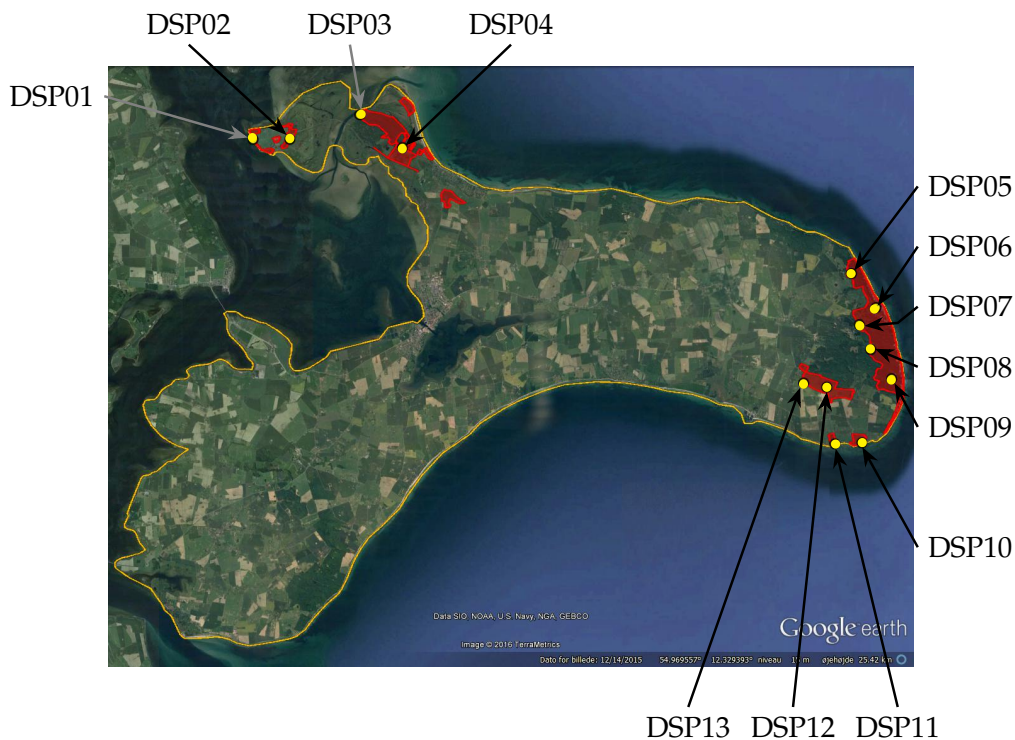 DSP02 DSP03 DSP04
DSP01
DSP05
DSP06
DSP07
DSP08
DSP09
DSP10
Data SIO, NOAA, U.S. Navy, NGA, GEBCO
Google earth
Image © 2016 TerraMetrics
Dato for billede: 12/14/2015 54.969557° 12.329393° niveau m øjehøjde 25.42 km
DSP13 DSP12 DSP11